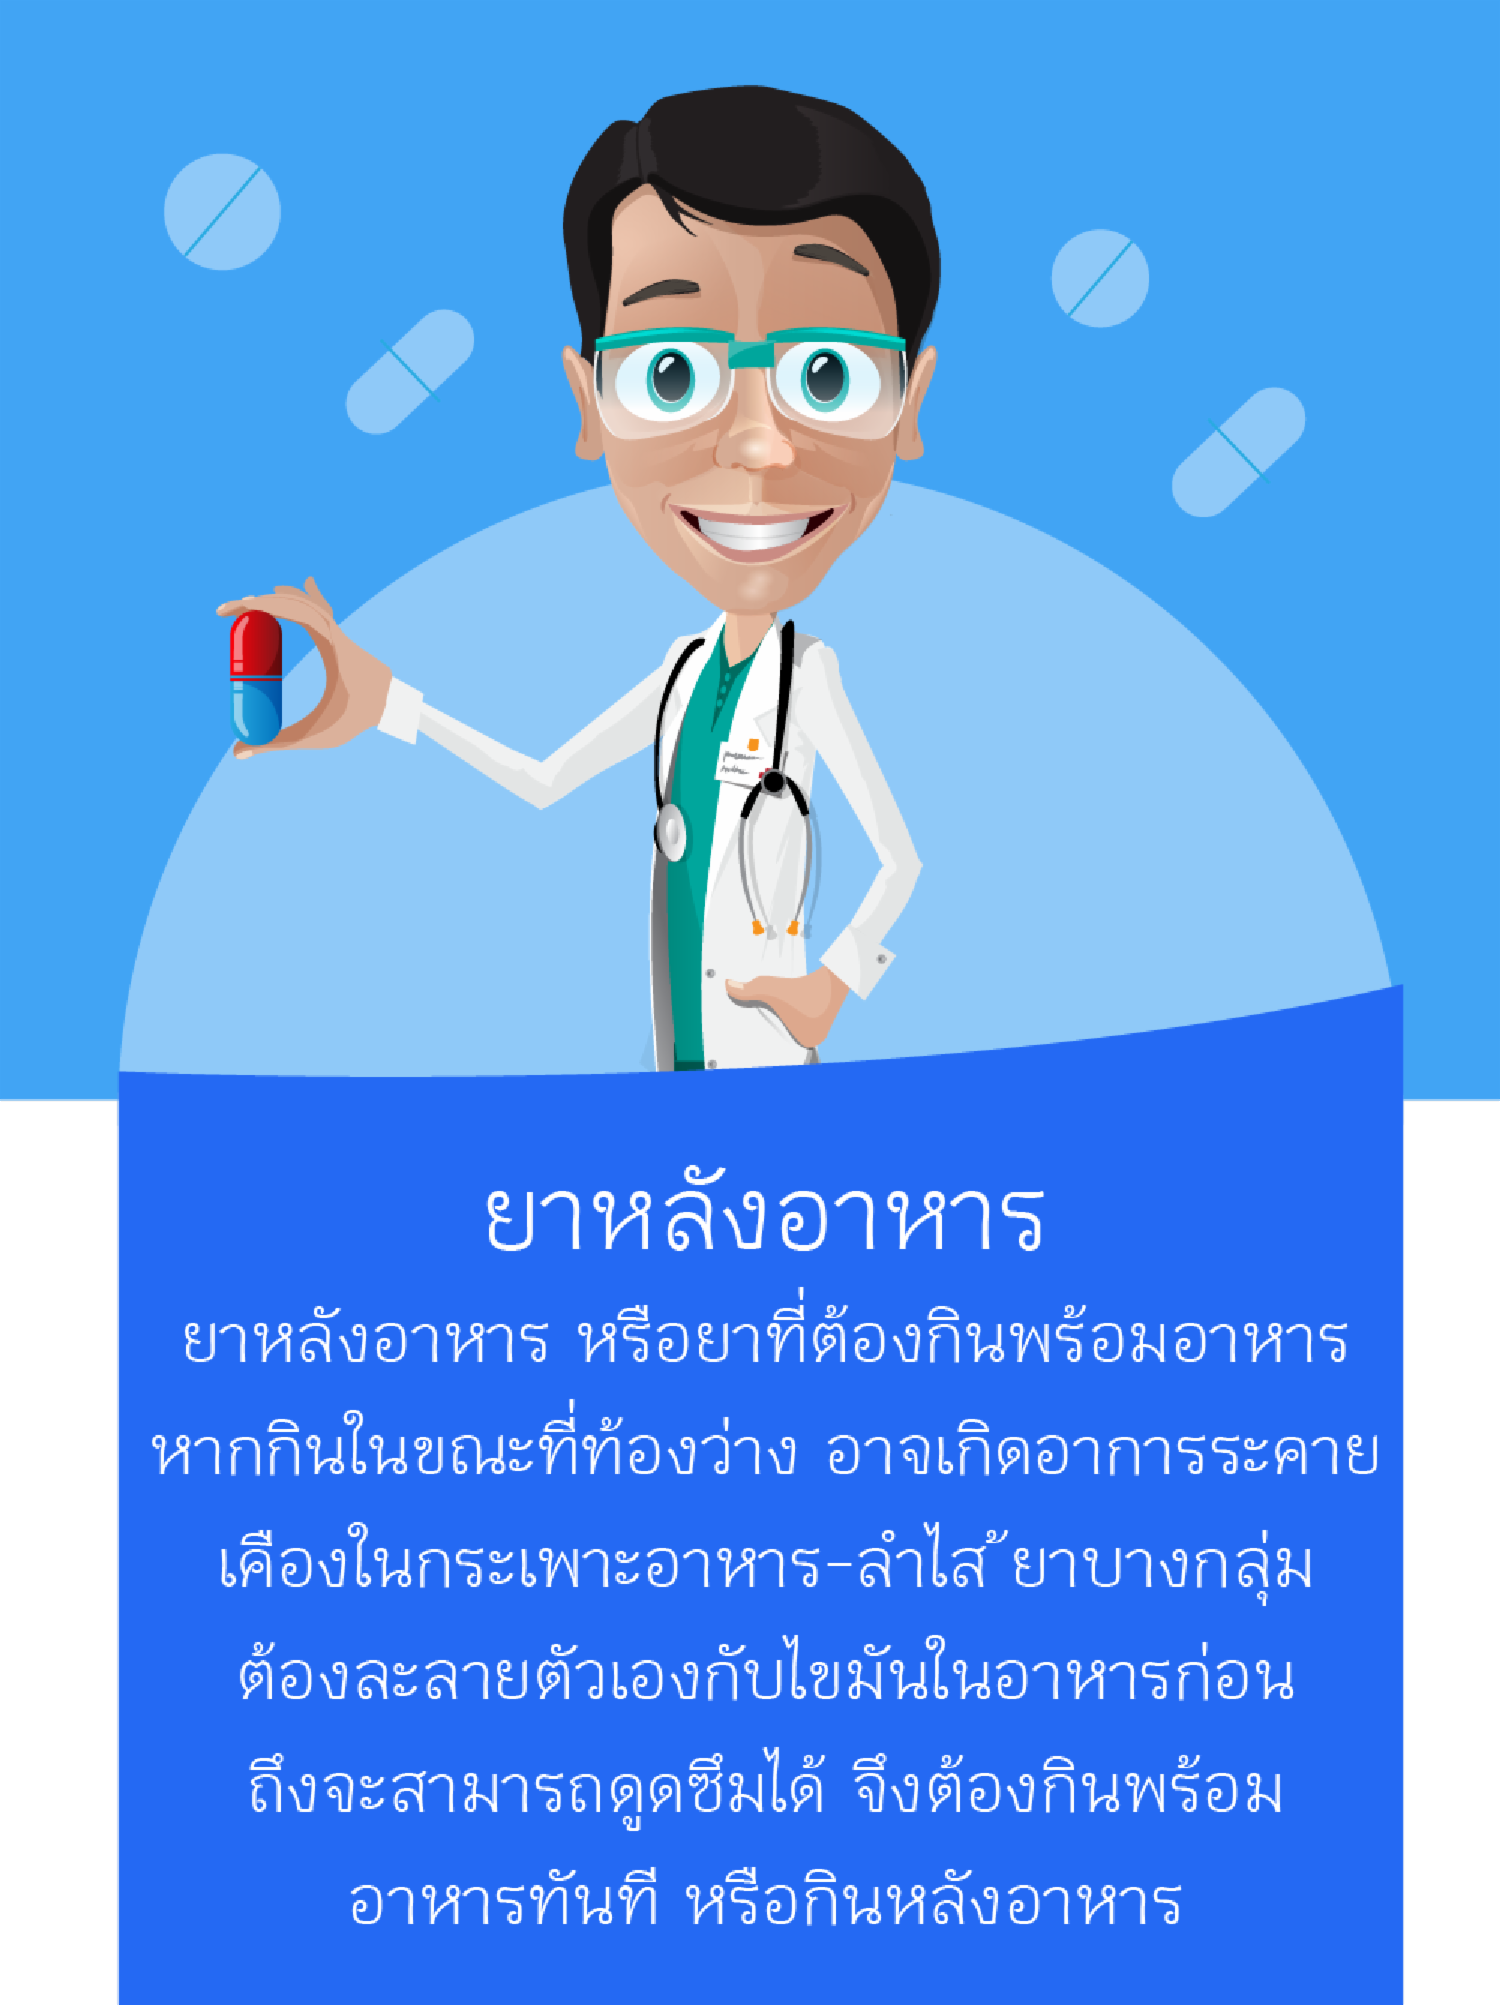 ยาหลังอาหาร
ยาหลังอาหาร หรือยาที่ต้องกินพร้อมอาหาร
หากกินในขณะที่ท้องว่าง อาจเกิดอาการระคาย
เคืองในกระเพาะอาหาร-ลำไส้ ยาบางกลุ่ม
ต้องละลายตัวเองกับไขมันในอาหารก่อน
ถึงจะสามารถดูดซึมได้ จึงต้องกินพร้อม
อาหารทันที หรือกินหลังอาหาร